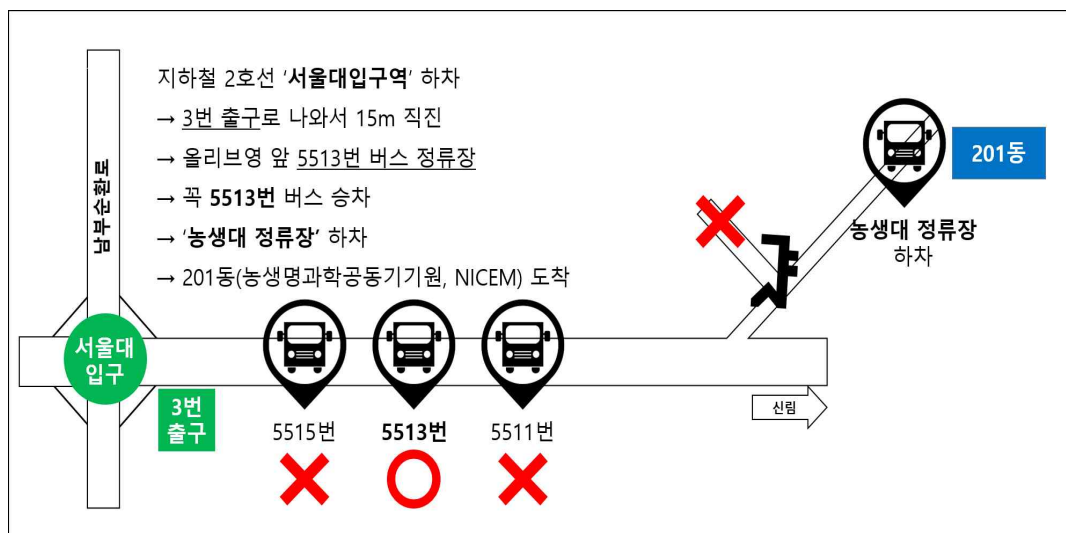 지하철 2호선 ‘서울대입구역’ 하차
→ 3번 출구로 나와서 15m 직진
→ 올리브영 앞 5513번 버스 정류장
→ 꼭 5513번 버스 승차
→ ‘농생대 정류장’ 하차
→ 201동(농생명과학공동기기원, NICEM) 도착
남부순환로
201동
농생대 정류장
하차
서울대
입구
3번
출구
5515번
5513번
5511번
신림